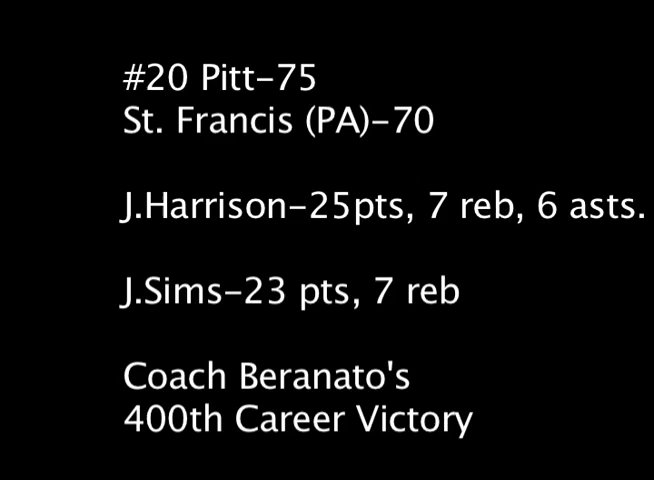 #20 Pitt-75
St. Francis (PA)-70
J.Harrison-25pts, 7 reb, 6 asts.
J.Sims-23 pts, 7 reb
Coach Beranato's
400th Career Victory